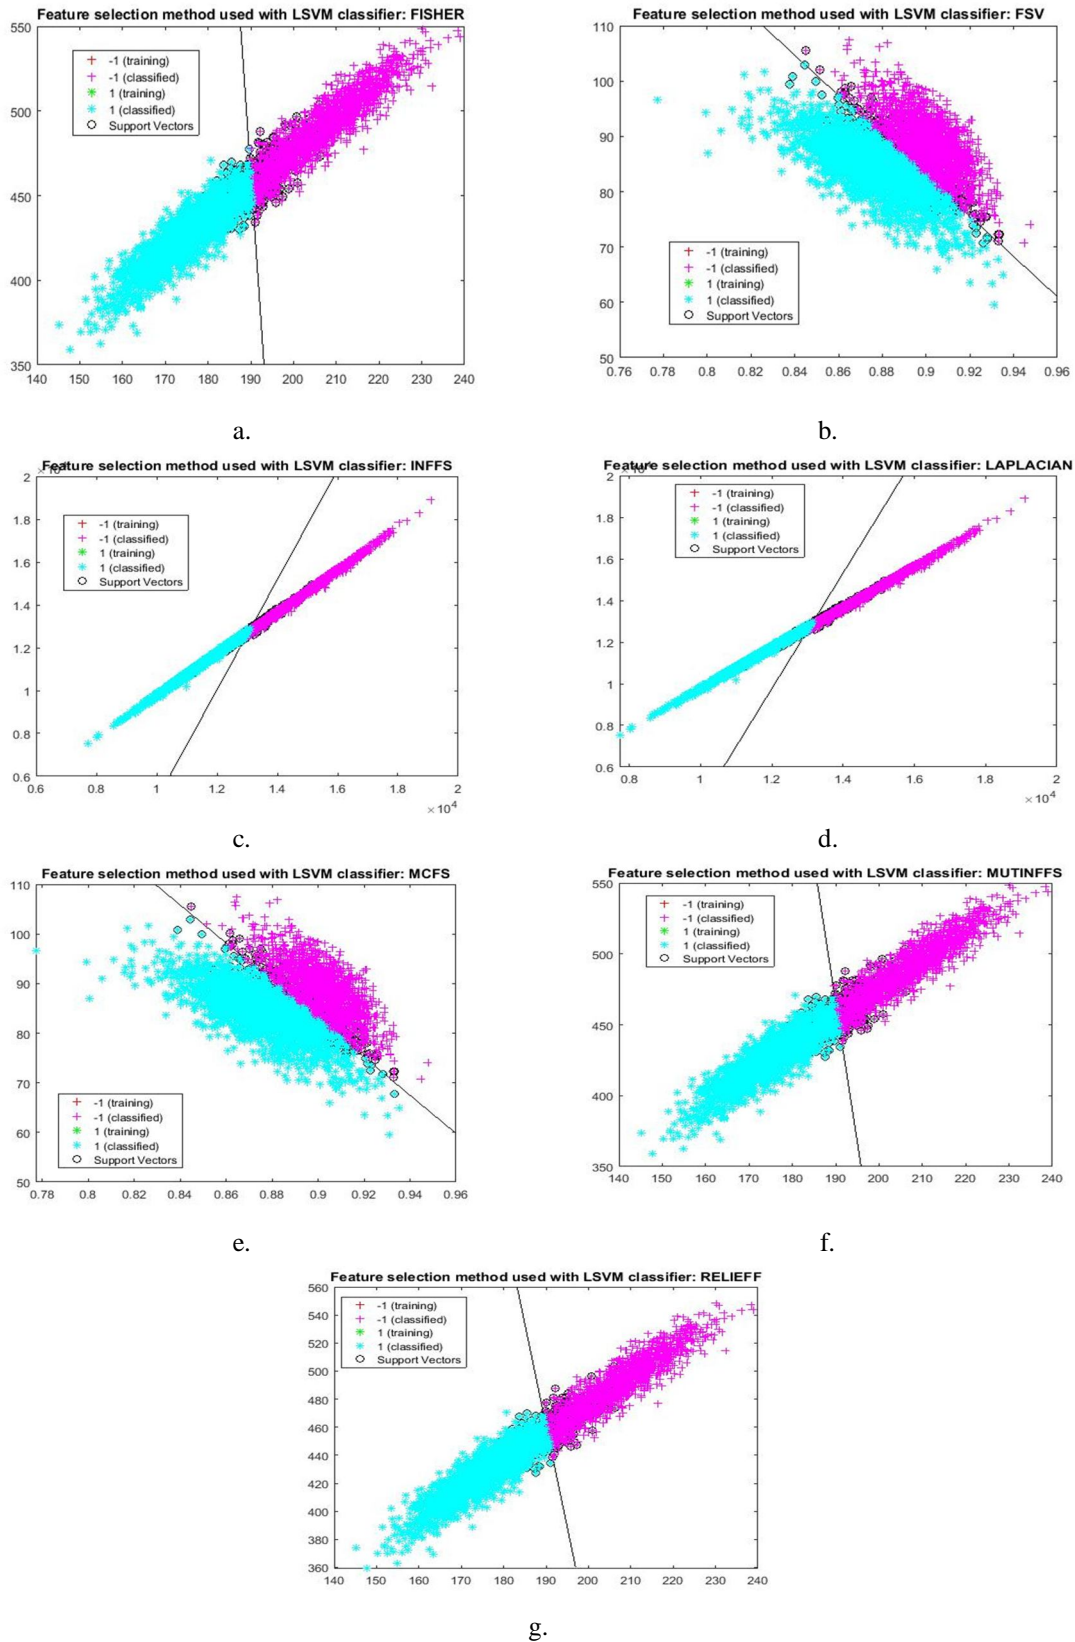 Feature selection method used with LSVM classifier: FISHER
550
500
450
400
350
-1 (training)
-1 (classified)
1 (training)
1 (classified)
Support Vectors
140 150 160 170 180 190 200 210 220 230 240
a.
Feature selection method used with LSVM classifier: FSV
110
100
90
80
70
60
50
-1 (training)
-1 (classified)
1 (training)
1 (classified)
Support Vectors
0.76 0.78 0.8 0.82 0.84 0.86 0.88 0.9 0.92 0.94 0.96
b.
Feature selection method used with LSVM classifier: INFFS
2
1.8
1.6
1.4
1.2
1
0.8
0.6
-1 (training)
-1 (classified)
1 (training)
1 (classified)
Support Vectors
0.6 0.8 1 1.2 1.4 1.6 1.8 2
×10⁴
c.
Feature selection method used with LSVM classifier: LAPLACIAN
2
1.8
1.6
1.4
1.2
1
0.8
0.6
-1 (training)
-1 (classified)
1 (training)
1 (classified)
Support Vectors
0.8 1 1.2 1.4 1.6 1.8 2
×10⁴
d.
Feature selection method used with LSVM classifier: MCFS
110
100
90
80
70
60
50
-1 (training)
-1 (classified)
1 (training)
1 (classified)
Support Vectors
0.78 0.8 0.82 0.84 0.86 0.88 0.9 0.92 0.94 0.96
e.
Feature selection method used with LSVM classifier: MUTINFFS
550
500
450
400
350
-1 (training)
-1 (classified)
1 (training)
1 (classified)
Support Vectors
140 150 160 170 180 190 200 210 220 230 240
f.
Feature selection method used with LSVM classifier: RELIEFF
560
540
520
500
480
460
440
420
400
380
360
-1 (training)
-1 (classified)
1 (training)
1 (classified)
Support Vectors
140 150 160 170 180 190 200 210 220 230 240
g.